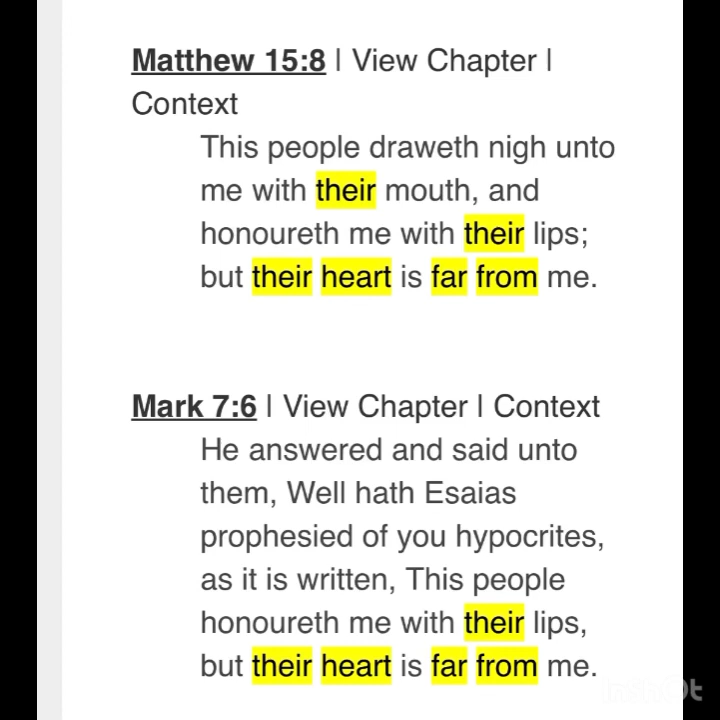 Matthew 15:8 | View Chapter |
Context
This people draweth nigh unto
me with their mouth, and
honoureth me with their lips;
but their heart is far from me.
Mark 7:6 | View Chapter | Context
He answered and said unto
them, Well hath Esaias
prophesied of you hypocrites,
as it is written, This people
honoureth me with their lips,
but their heart is far from me.
InShOt